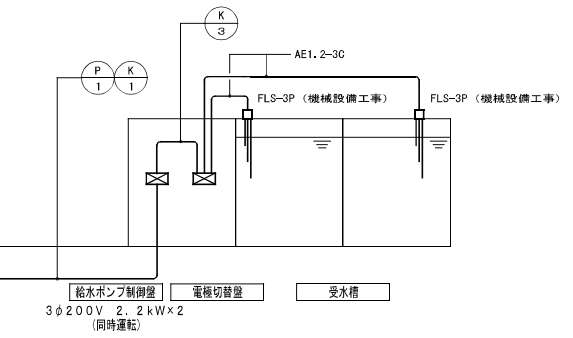 K
3
AE1.2-3C
P
1
K
1
FLS-3P (機械設備工事)
FLS-3P (機械設備工事)
給水ポンプ制御盤
電極切替盤
受水槽
3φ200V 2.2kW×2
(同時運転)